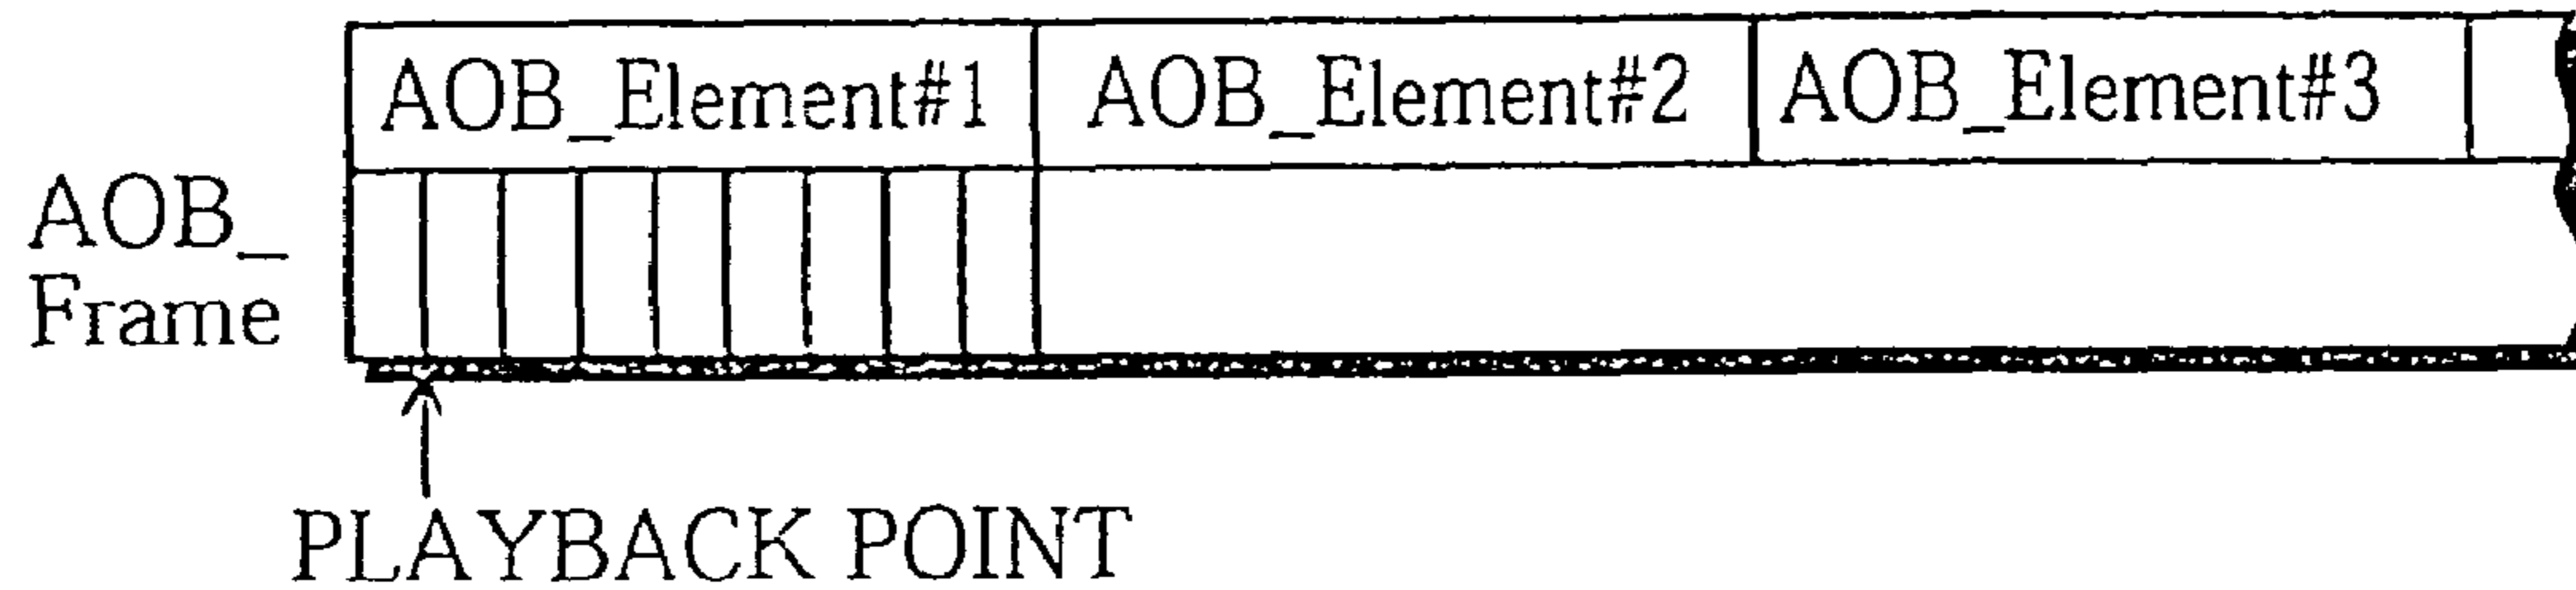 AOB_Element#1 AOB_Element#2 AOB_Element#3
AOB_
Frame
PLAYBACK POINT